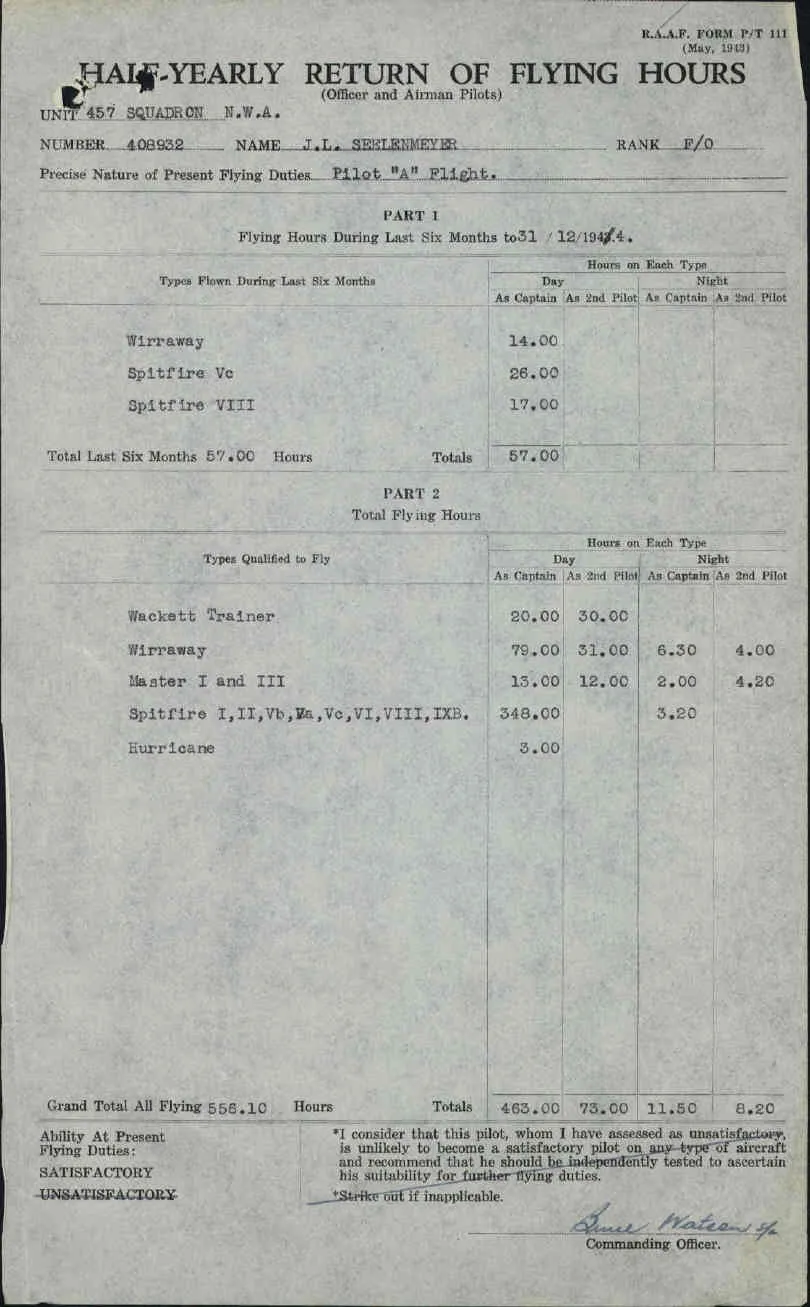 R.A.A.F. FORM P/T 111
(May, 1943)
HALF-YEARLY RETURN OF FLYING HOURS
(Officer and Airman Pilots)
UNIT 457 SQUADRON N.W.A.
NUMBER 408932 NAME J.L. SEELENMEYER RANK F/O
Precise Nature of Present Flying Duties Pilot "A" Flight.
PART 1
Flying Hours During Last Six Months to 31 / 12/194 4.
Types Flown During Last Six Months Hours on Each Type
Day Night
As Captain As 2nd Pilot As Captain As 2nd Pilot
Wirraway 14.00
Spitfire Vc 26.00
Spitfire VIII 17.00
Total Last Six Months 57.00 Hours Totals 57.00
PART 2
Total Flying Hours
Types Qualified to Fly Hours on Each Type
Day Night
As Captain As 2nd Pilot As Captain As 2nd Pilot
Wackett Trainer 20.00 30.00
Wirraway 79.00 31.00 6.30 4.00
Master I and III 13.00 12.00 2.00 4.20
Spitfire I,II,Vb,Va,Vc,VI,VIII,IXB. 348.00 3.20
Hurricane 3.00
Grand Total All Flying 556.10 Hours Totals 463.00 73.00 11.50 8.20
Ability At Present
Flying Duties:
SATISFACTORY
UNSATISFACTORY
*I consider that this pilot, whom I have assessed as unsatisfactory,
is unlikely to become a satisfactory pilot on any type of aircraft
and recommend that he should be independently tested to ascertain
his suitability for further flying duties.
*Strike out if inapplicable.
Bruce Watson S/L
Commanding Officer.